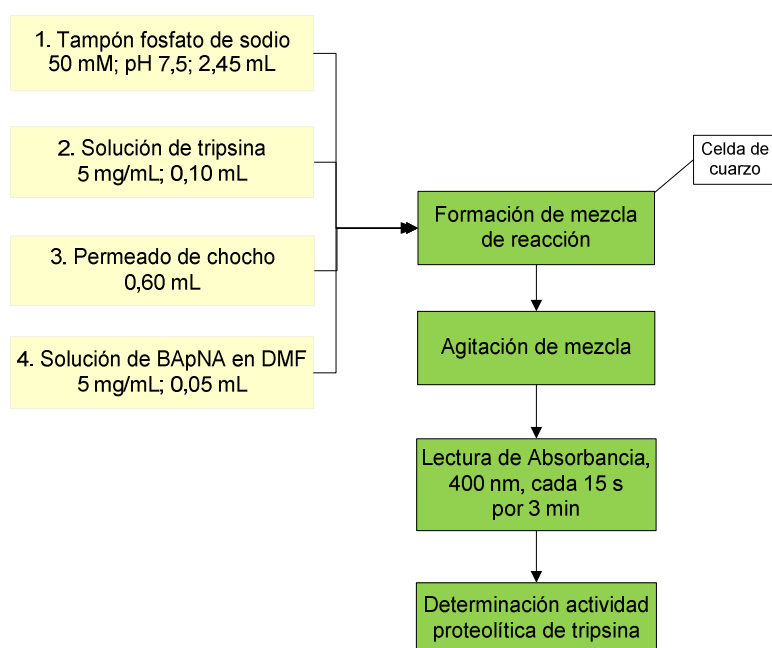 1. Tampón fosfato de sodio
50 mM; pH 7,5; 2,45 mL
2. Solución de tripsina
5 mg/mL; 0,10 mL
3. Permeado de chocho
0,60 mL
4. Solución de BApNA en DMF
5 mg/mL; 0,05 mL
Celda de
cuarzo
Formación de mezcla
de reacción
Agitación de mezcla
Lectura de Absorbancia,
400 nm, cada 15 s
por 3 min
Determinación actividad
proteolítica de tripsina